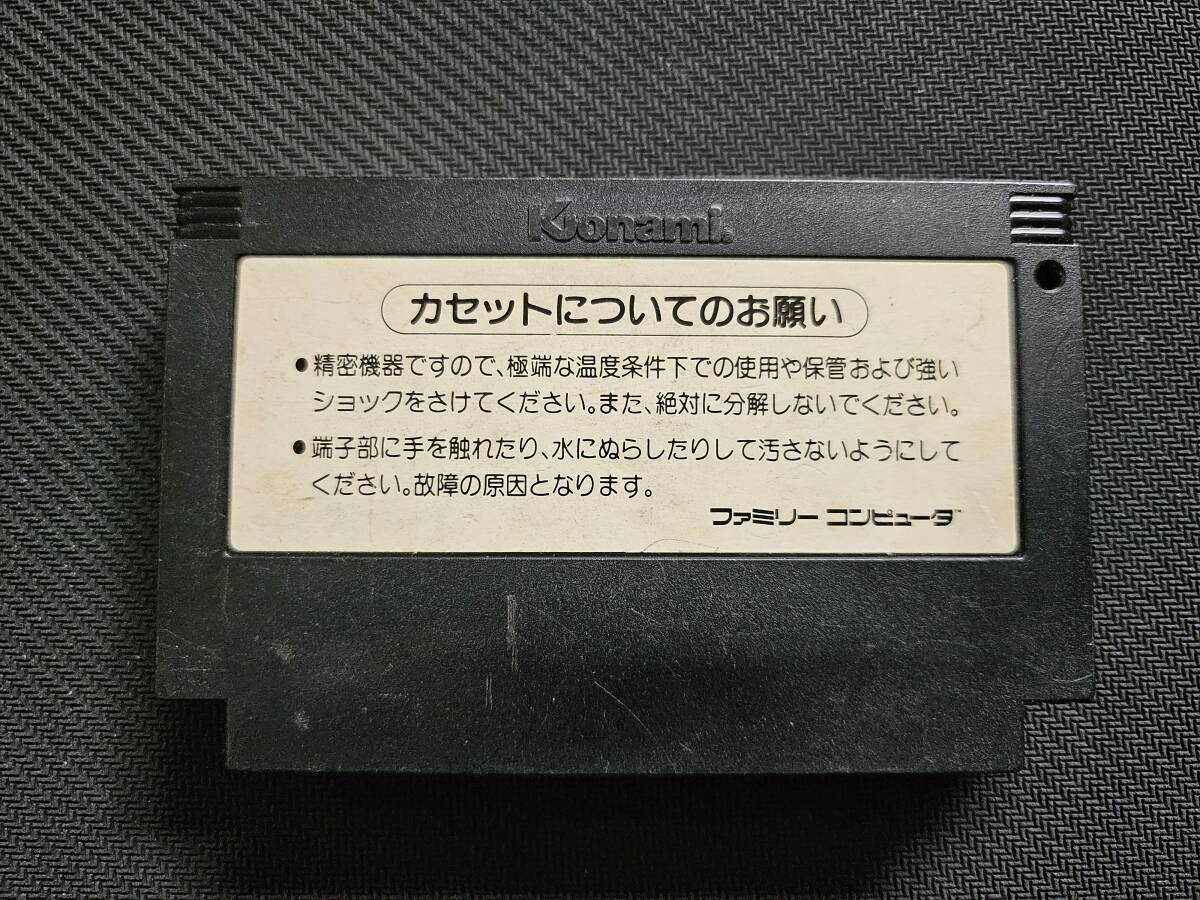 Konami
カセットについてのお願い
●精密機器ですので、極端な温度条件下での使用や保管および強い
ショックをさけてください。また、絶対に分解しないでください。
●端子部に手を触れたり、水にぬらしたりして汚さないようにして
ください。故障の原因となります。
ファミリーコンピュータ™